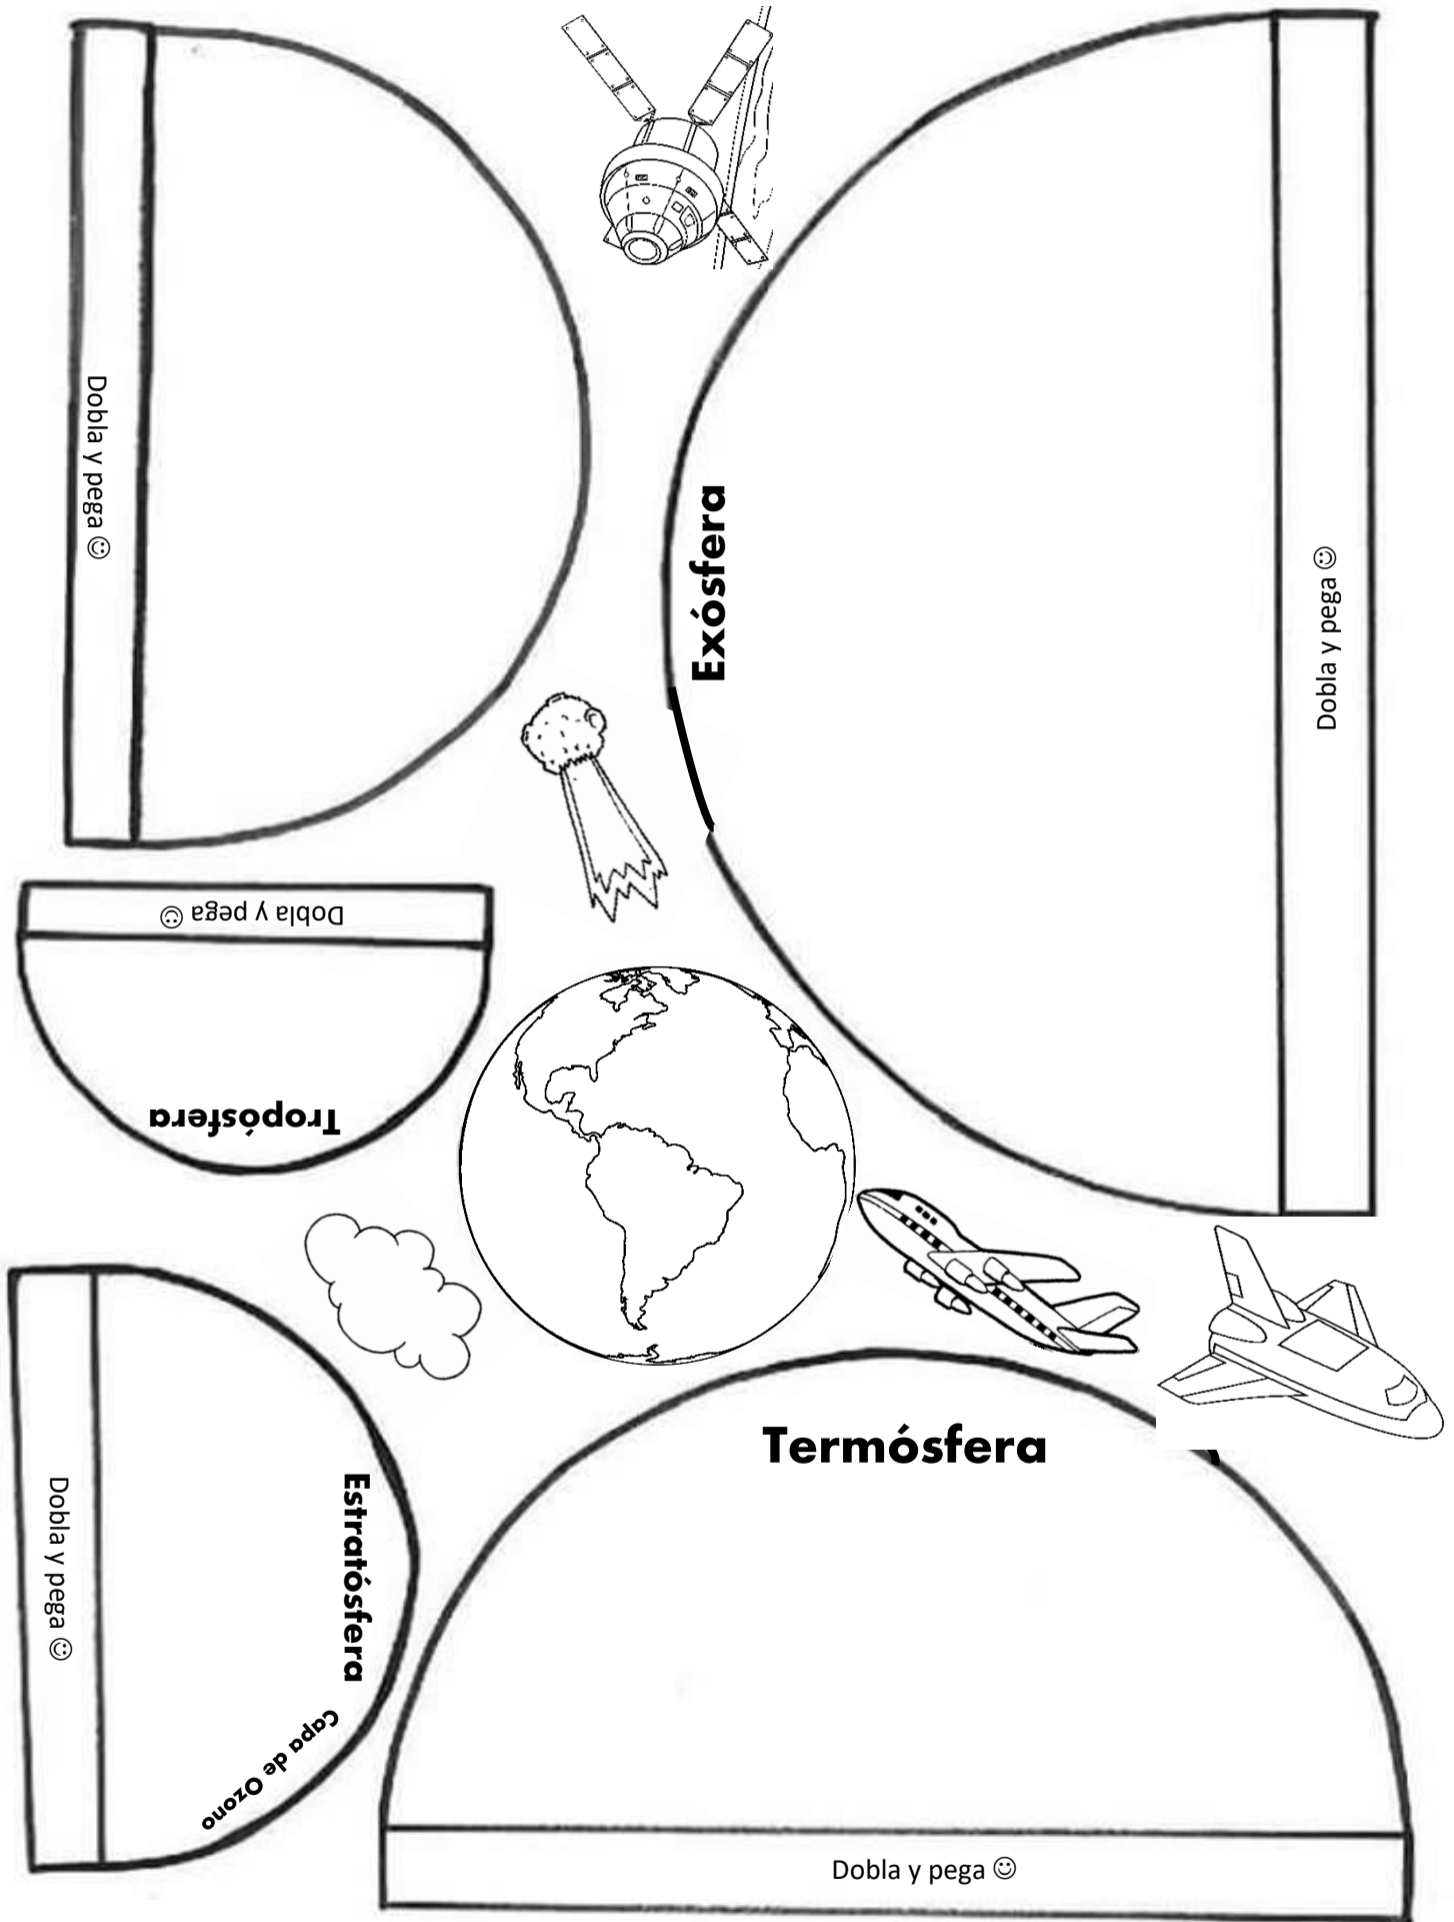 Dobla y pega ☺
Exósfera
Dobla y pega ☺
Dobla y pega ☺
Tropósfera
Estratósfera
Capa de Ozono
Dobla y pega ☺
Termósfera
Dobla y pega ☺